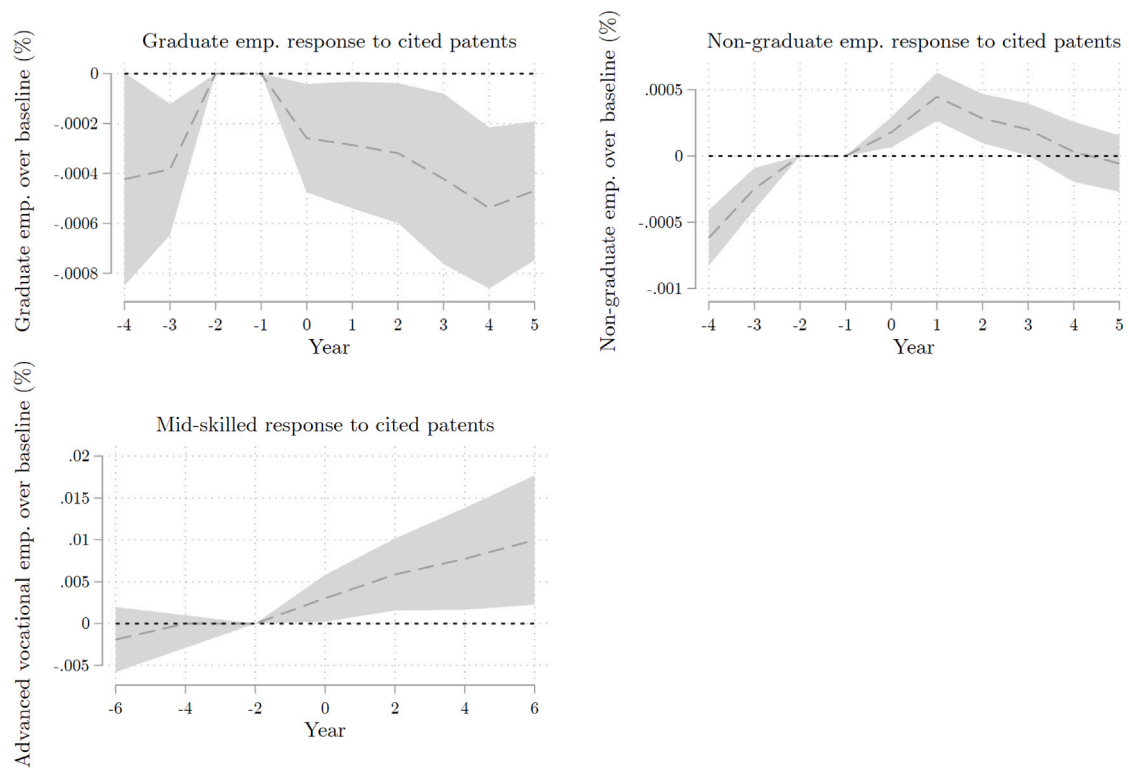 Graduate emp. response to cited patents
Graduate emp. over baseline (%)
0
-.0002
-.0004
-.0006
-.0008
-4 -3 -2 -1 0 1 2 3 4 5
Year
Non-graduate emp. response to cited patents
Non-graduate emp. over baseline (%)
.0005
0
-.0005
-.001
-4 -3 -2 -1 0 1 2 3 4 5
Year
Mid-skilled response to cited patents
Advanced vocational emp. over baseline (%)
.02
.015
.01
.005
0
-.005
-6 -4 -2 0 2 4 6
Year